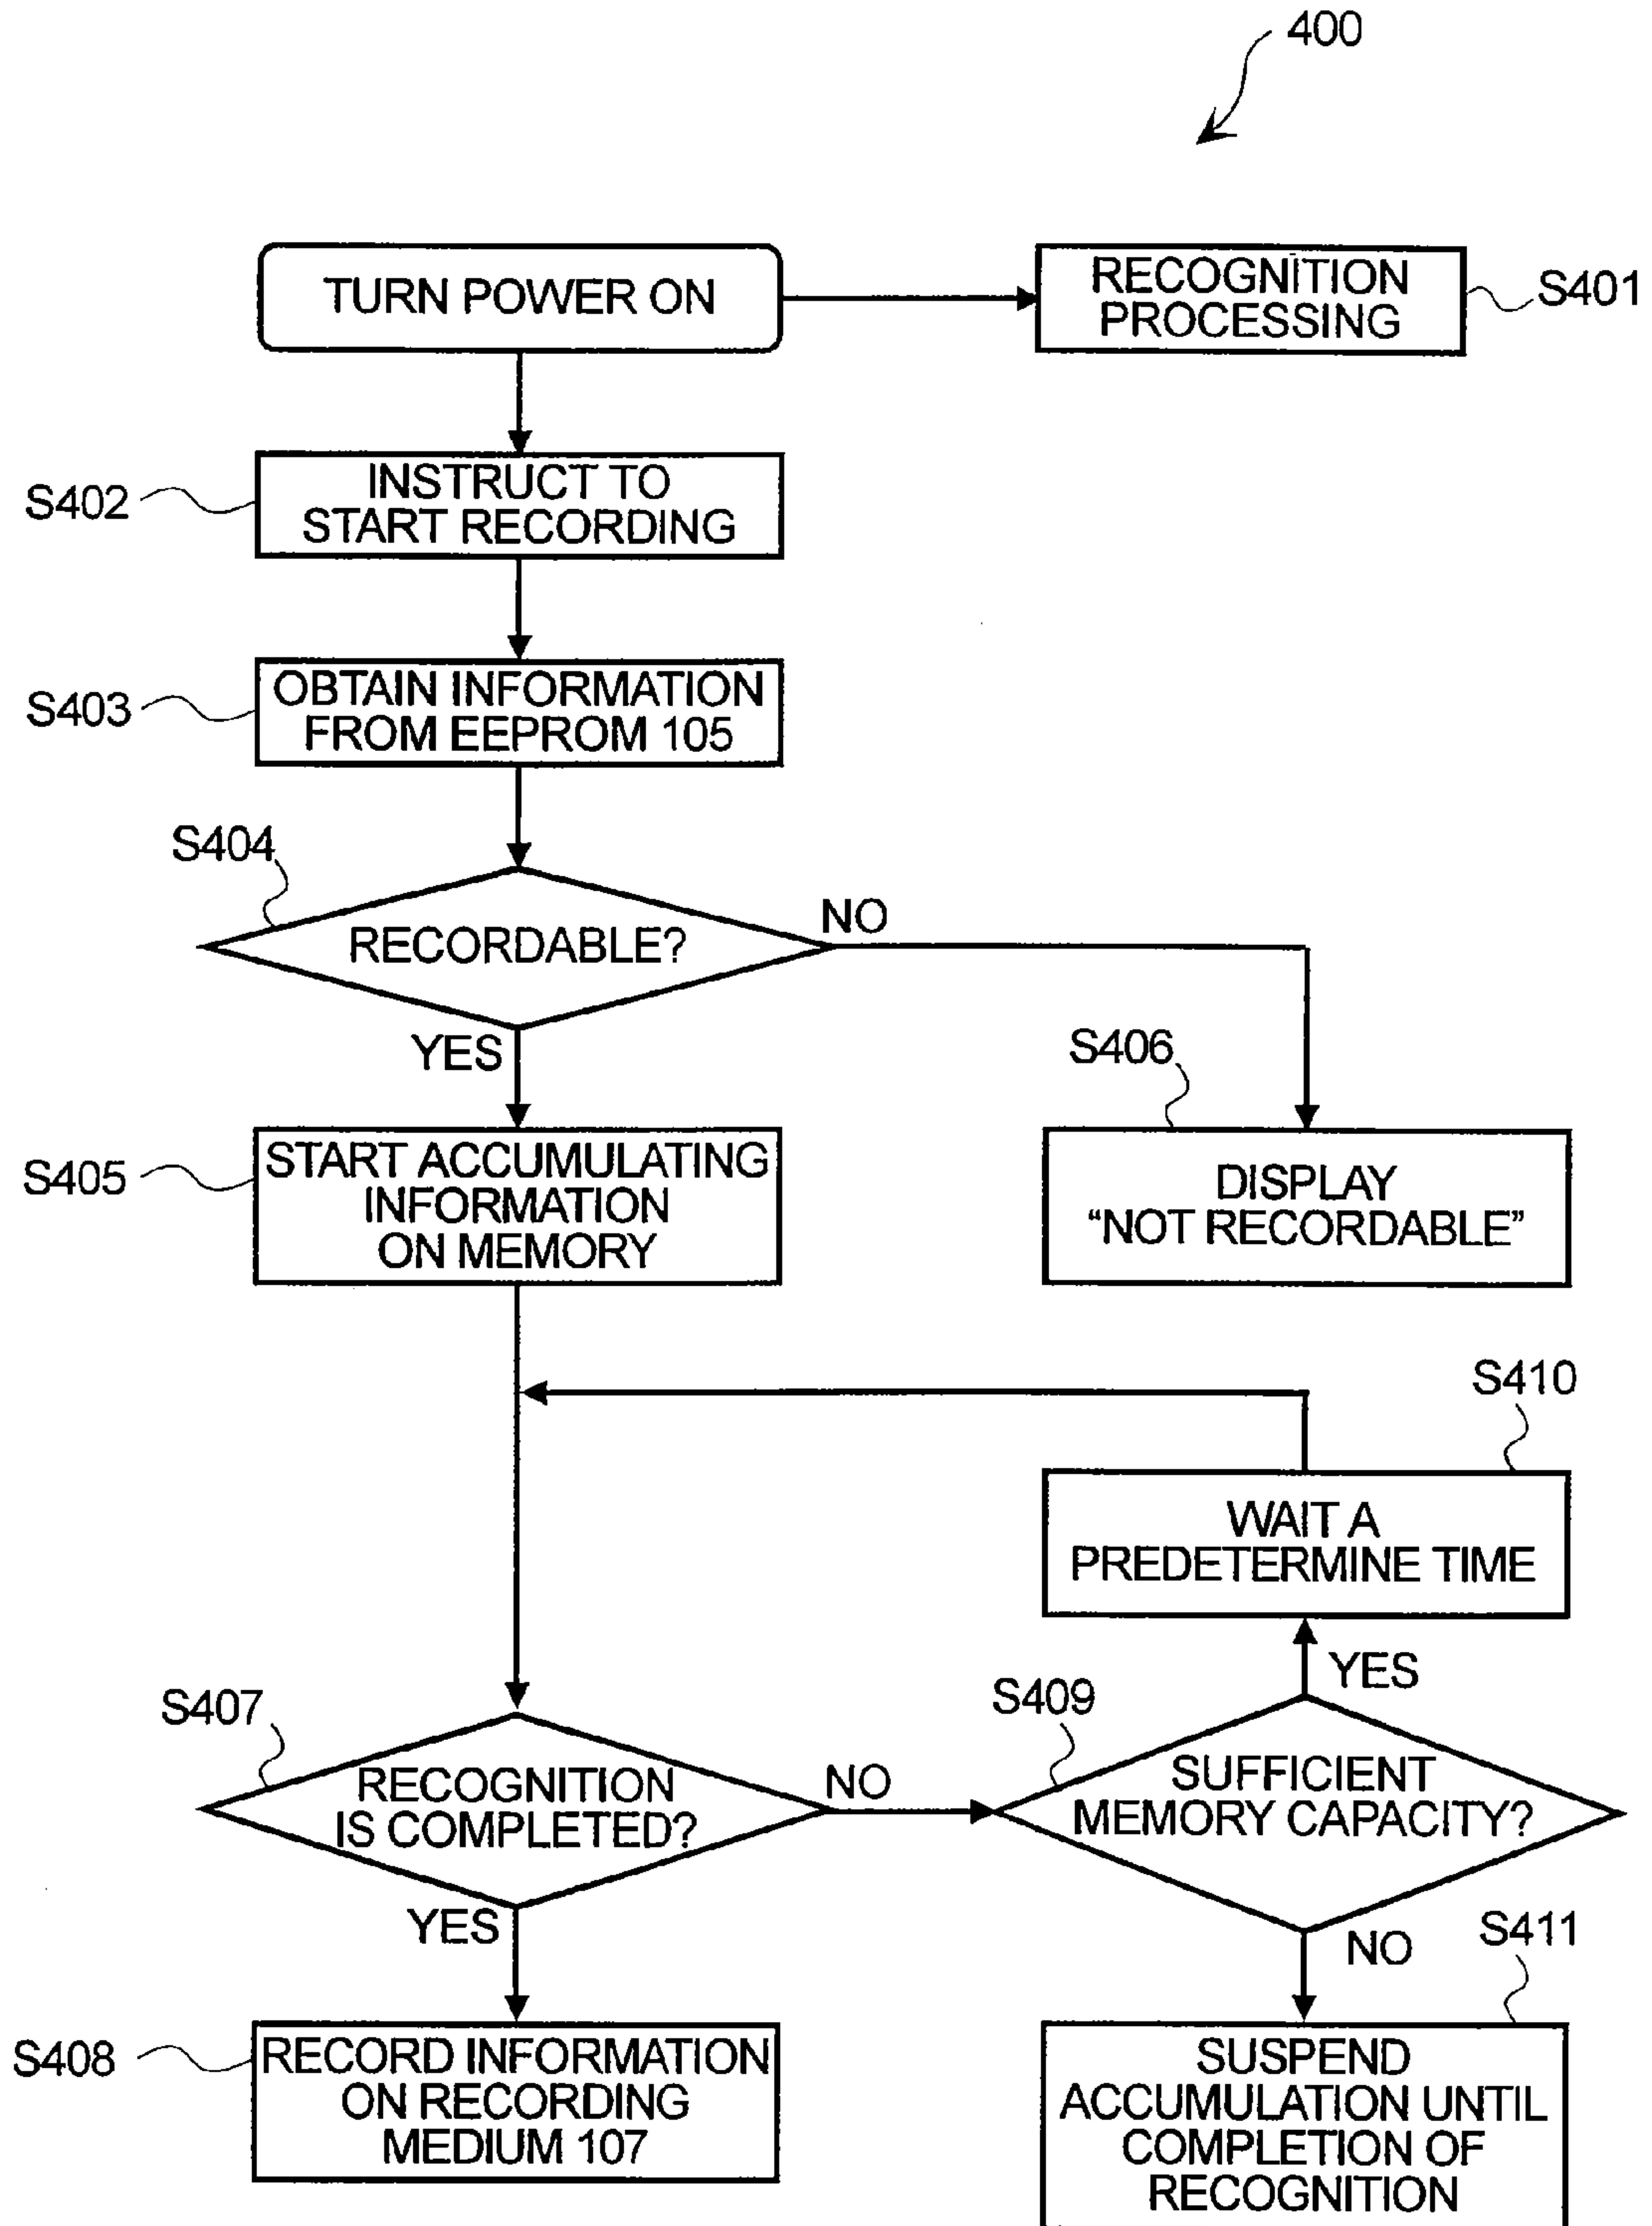 400
TURN POWER ON
RECOGNITION
PROCESSING
S401
S402
INSTRUCT TO
START RECORDING
S403
OBTAIN INFORMATION
FROM EEPROM 105
S404
RECORDABLE?
NO
YES
S405
START ACCUMULATING
INFORMATION
ON MEMORY
S406
DISPLAY
“NOT RECORDABLE”
S410
WAIT A
PREDETERMINE TIME
YES
S407
RECOGNITION
IS COMPLETED?
NO
S409
SUFFICIENT
MEMORY CAPACITY?
YES
NO
S408
RECORD INFORMATION
ON RECORDING
MEDIUM 107
S411
SUSPEND
ACCUMULATION UNTIL
COMPLETION OF
RECOGNITION